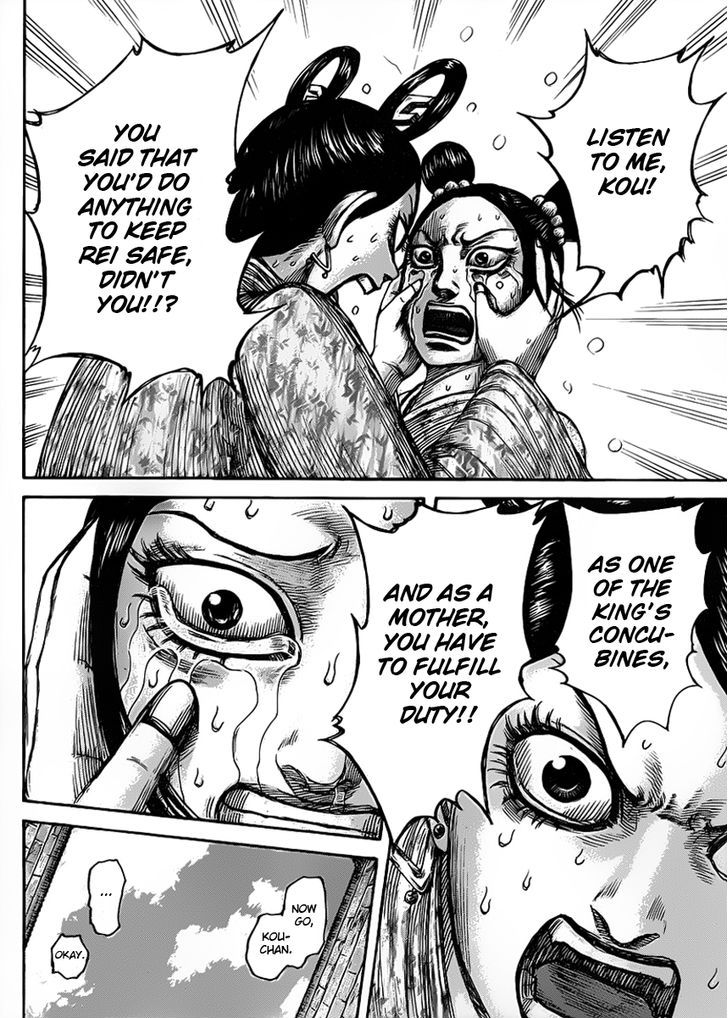 LISTEN
TO ME,
KOU!
YOU
SAID THAT
YOU'D DO
ANYTHING
TO KEEP
REI SAFE,
DIDN'T
YOU!!?
AS ONE
OF THE
KING'S
CONCU-
BINES,
AND AS A
MOTHER,
YOU HAVE
TO FULFILL
YOUR
DUTY!!
NOW
GO,
KOU-
CHAN.
...
OKAY.